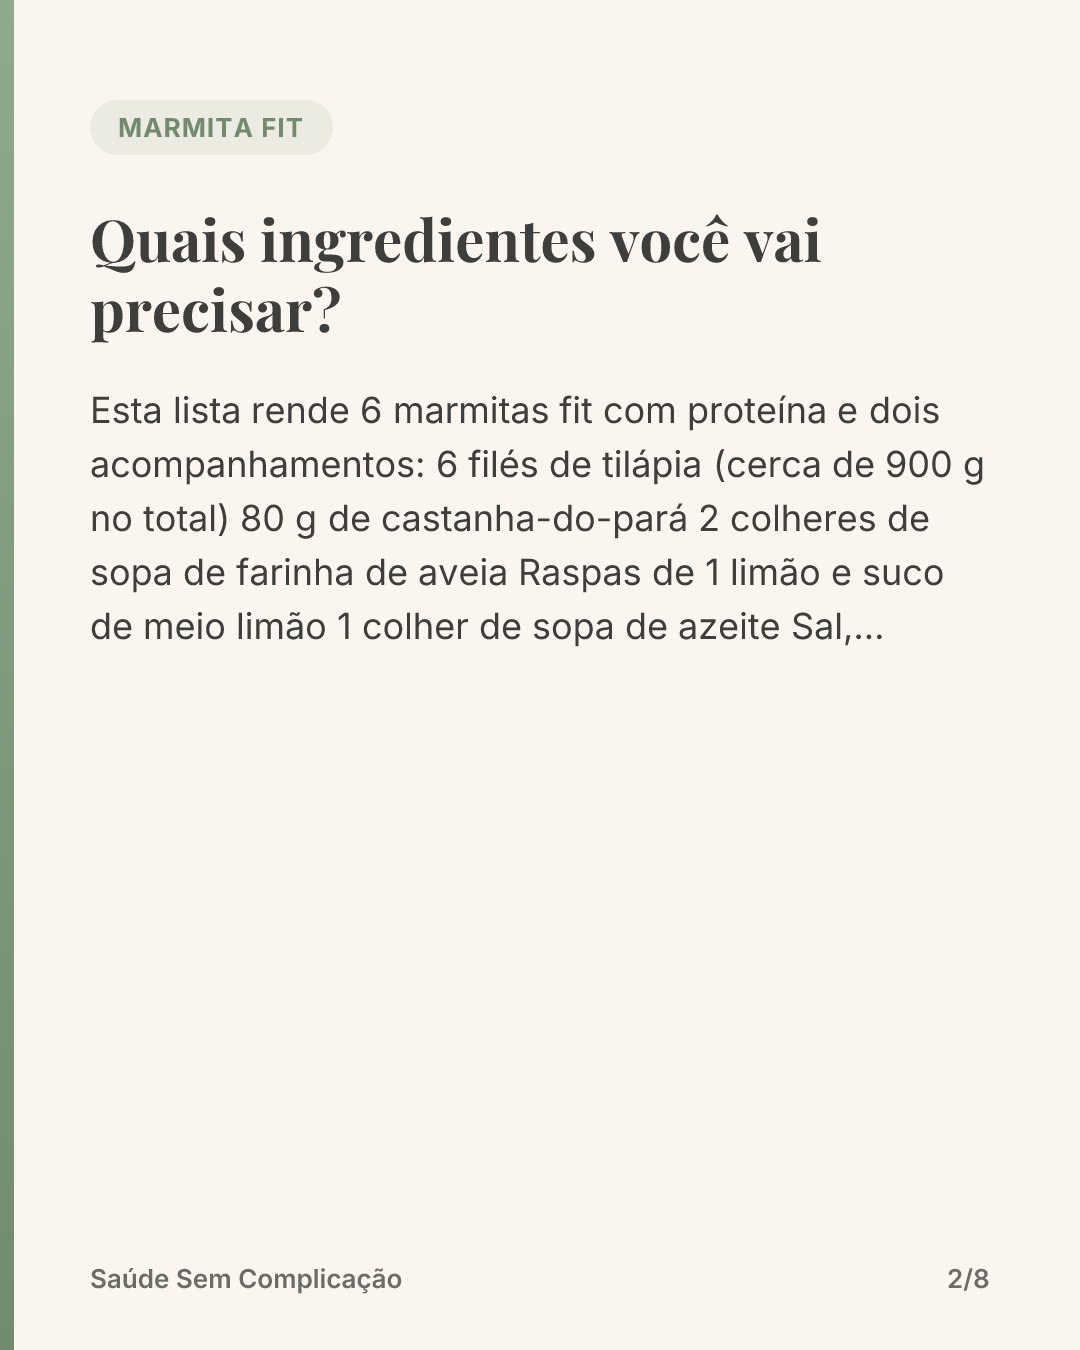 MARMITA FIT
Quais ingredientes você vai
precisar?
Esta lista rende 6 marmitas fit com proteína e dois
acompanhamentos: 6 filés de tilápia (cerca de 900 g
no total) 80 g de castanha-do-pará 2 colheres de
sopa de farinha de aveia Raspas de 1 limão e suco
de meio limão 1 colher de sopa de azeite Sal,...
Saúde Sem Complicação
2/8